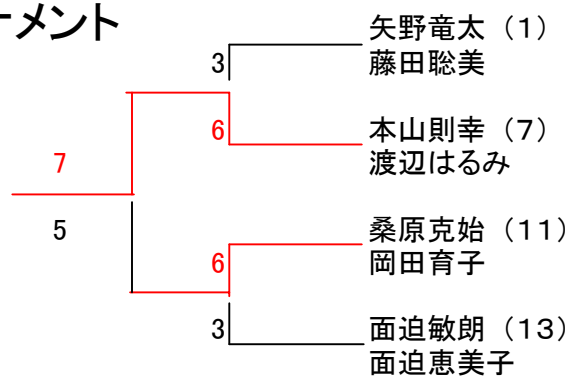 ナメント
矢野竜太（1）
3
藤田聡美
6
本山則幸（7）
渡辺はるみ
7
5
桑原克始（11）
6
岡田育子
3
面迫敏朗（13）
面迫恵美子